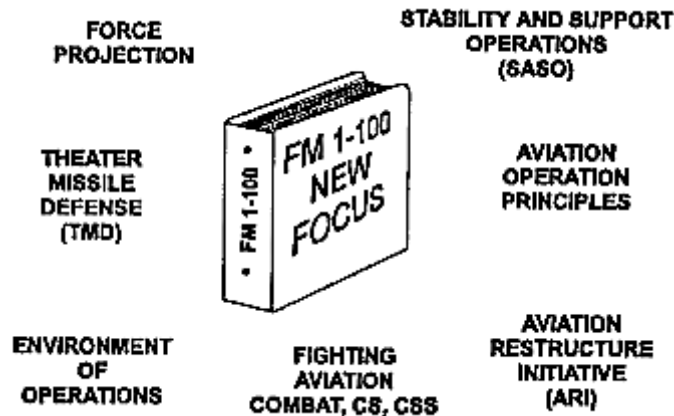 FORCE
PROJECTION
STABILITY AND SUPPORT
OPERATIONS
(SASO)
THEATER
MISSILE
DEFENSE
(TMD)
FM 1-100
FM 1-100
NEW
FOCUS
AVIATION
OPERATION
PRINCIPLES
ENVIRONMENT
OF
OPERATIONS
FIGHTING
AVIATION
COMBAT, CS, CSS
AVIATION
RESTRUCTURE
INITIATIVE
(ARI)